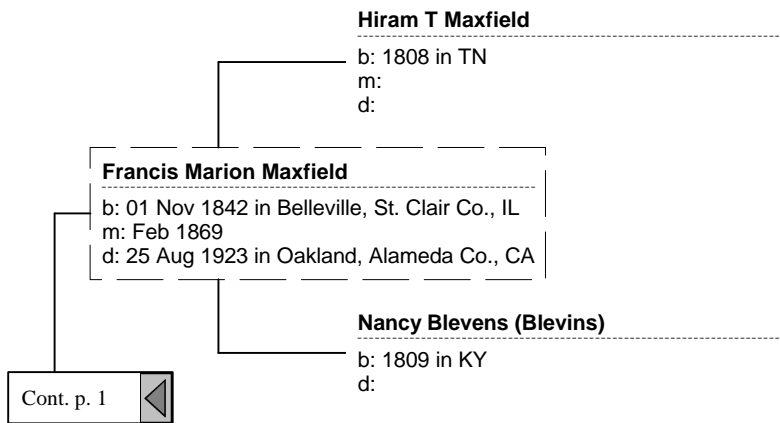 Hiram T Maxfield
b: 1808 in TN
m:
d:
Francis Marion Maxfield
b: 01 Nov 1842 in Belleville, St. Clair Co., IL
m: Feb 1869
d: 25 Aug 1923 in Oakland, Alameda Co., CA
Nancy Blevens (Blevins)
b: 1809 in KY
d:
Cont. p. 1